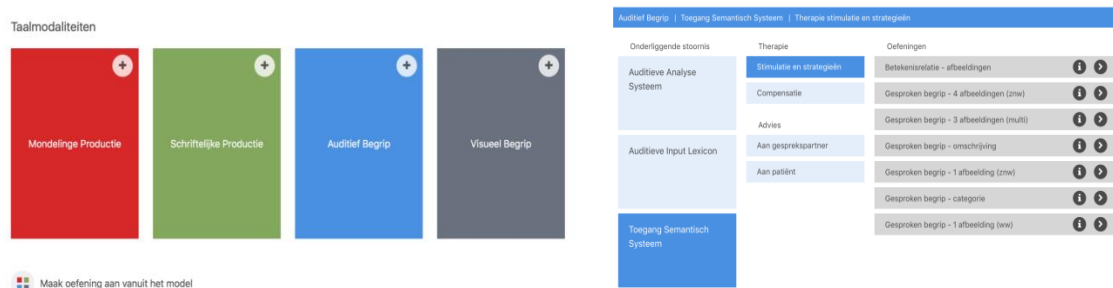 Taalmodaliteiten
Mondelinge Productie
Schriftelijke Productie
Auditief Begrip
Visueel Begrip
Maak oefening aan vanuit het model
Auditief Begrip | Toegang Semantisch Systeem | Therapie stimulatie en strategieën
Onderliggende stoornis
Auditieve Analyse
Systeem
Auditieve Input Lexicon
Toegang Semantisch
Systeem
Therapie
Stimulatie en strategieën
Compensatie
Advies
Aan gesprekspartner
Aan patiënt
Oefeningen
Betekenisrelatie - afbeeldingen
Gesproken begrip - 4 afbeeldingen (znw)
Gesproken begrip - 3 afbeeldingen (multi)
Gesproken begrip - omschrijving
Gesproken begrip - 1 afbeelding (znw)
Gesproken begrip - categorie
Gesproken begrip - 1 afbeelding (ww)